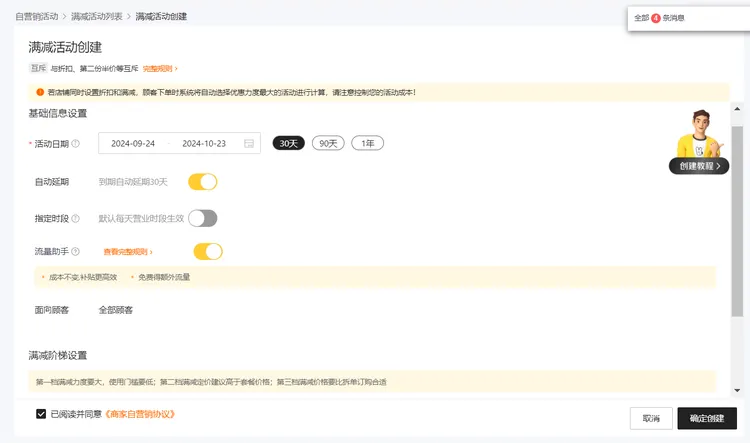 自营销活动 > 满减活动列表 > 满减活动创建
全部 4 条消息
满减活动创建
互斥 与折扣、第二份半价等互斥 完整规则 >
若店铺同时设置折扣和满减，顾客下单时系统将自动选择优惠力度最大的活动进行计算，请注意控制您的活动成本！
基础信息设置
* 活动日期 ? 2024-09-24 - 2024-10-23 30天 90天 1年
创建教程 >
自动延期 到期自动延期30天
指定时段 ? 默认每天营业时段生效
流量助手 ? 查看完整规则 >
• 成本不变,补贴更高效 • 免费得额外流量
面向顾客 全部顾客
满减阶梯设置
第一档满减力度要大，使用门槛要低；第二档满减定价建议高于套餐价格；第三档满减价格要比拆单订购合适
已阅读并同意《商家自营销协议》
取消 确定创建